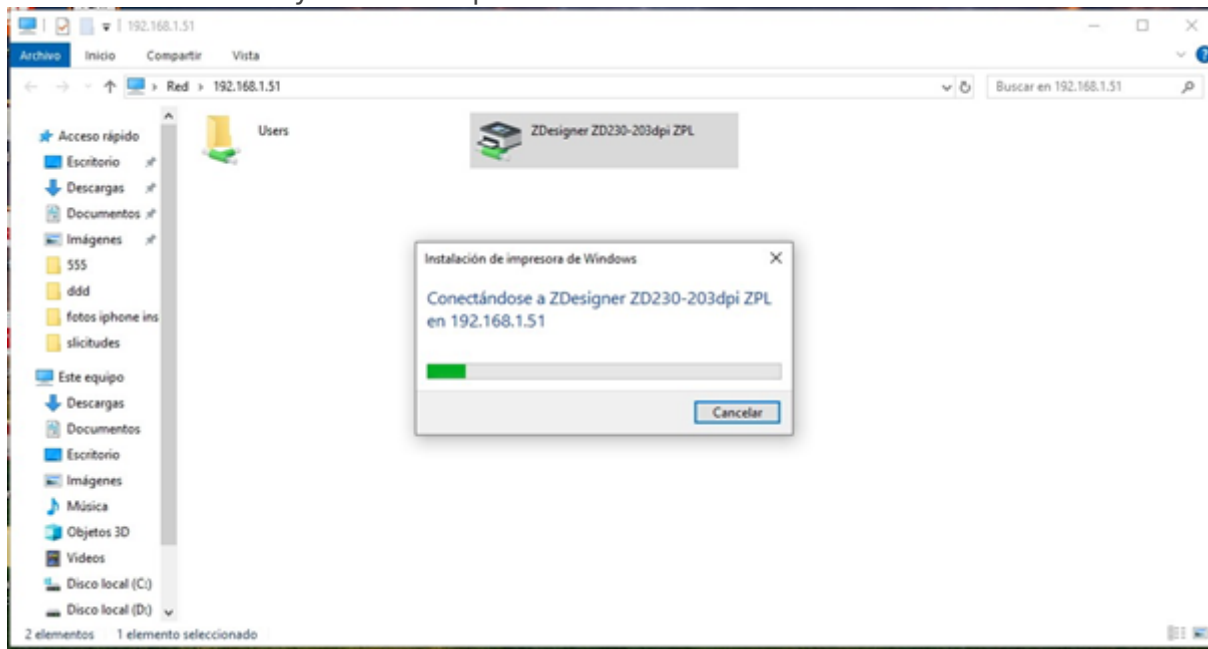 192.168.1.51
Archivo Inicio Compartir Vista
Red > 192.168.1.51
Buscar en 192.168.1.51
Acceso rápido
Escritorio
Descargas
Documentos
Imágenes
555
ddd
fotos iphone ins
slicitudes
Este equipo
Descargas
Documentos
Escritorio
Imágenes
Música
Objetos 3D
Videos
Disco local (C:)
Disco local (D:)
Users
ZDesigner ZD230-203dpi ZPL
Instalación de impresora de Windows
Conectándose a ZDesigner ZD230-203dpi ZPL
en 192.168.1.51
Cancelar
2 elementos 1 elemento seleccionado